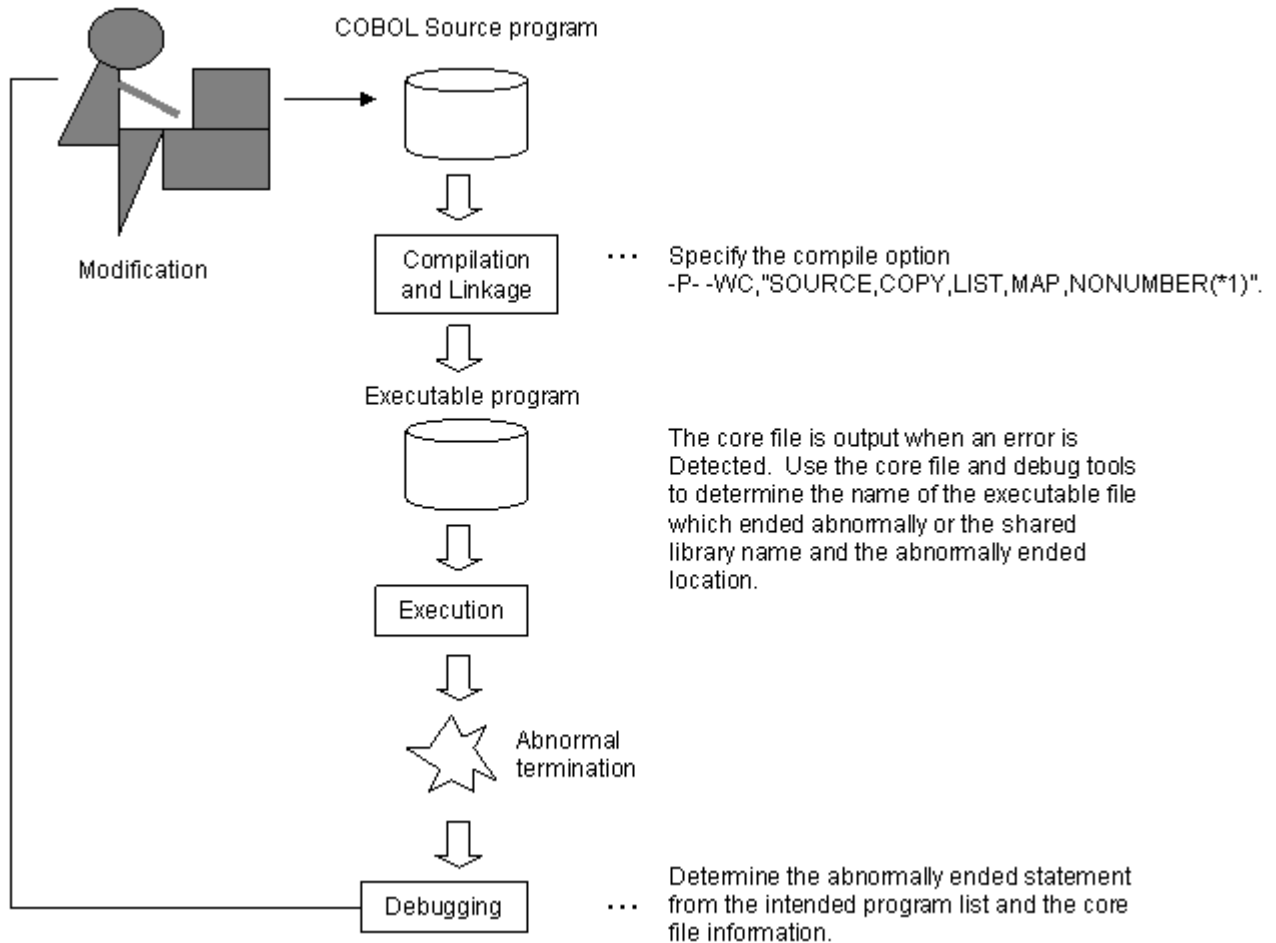 COBOL Source program
Modification
Compilation
and Linkage
... Specify the compile option
-P- -WC,"SOURCE,COPY,LIST,MAP,NONUMBER(*1)".
Executable program
The core file is output when an error is
Detected.  Use the core file and debug tools
to determine the name of the executable file
which ended abnormally or the shared
library name and the abnormally ended
location.
Execution
Abnormal
termination
Debugging
... Determine the abnormally ended statement
from the intended program list and the core
file information.